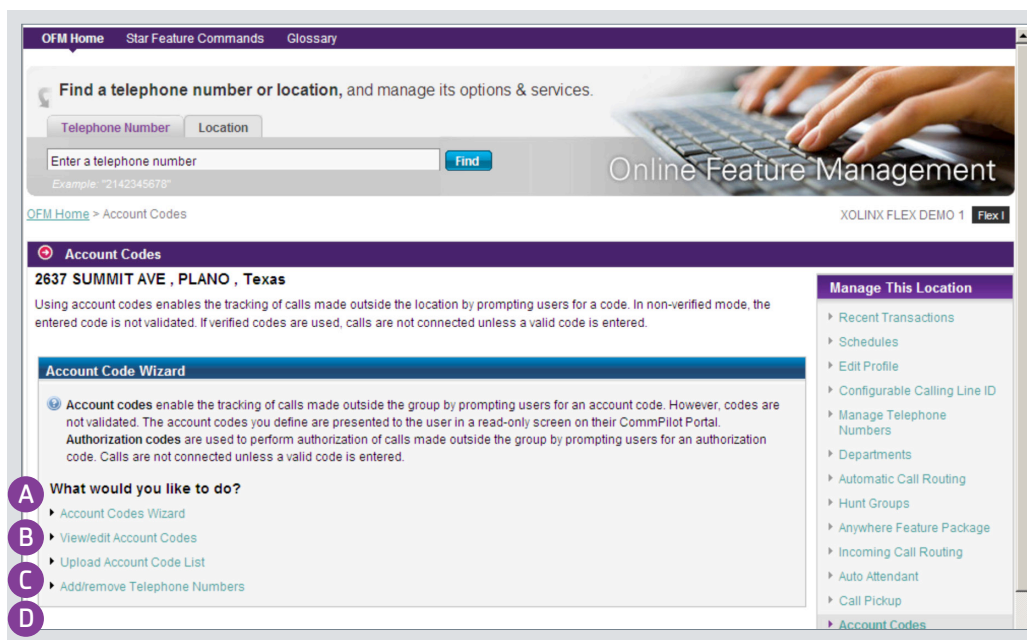 OFM Home Star Feature Commands Glossary
Find a telephone number or location, and manage its options & services.
Telephone Number Location
Enter a telephone number Find
Example: "2142345678"
Online Feature Management
OFM Home > Account Codes XOLINX FLEX DEMO 1 Flex I
Account Codes
2637 SUMMIT AVE , PLANO , Texas
Using account codes enables the tracking of calls made outside the location by prompting users for a code. In non-verified mode, the
entered code is not validated. If verified codes are used, calls are not connected unless a valid code is entered.
Account Code Wizard
Account codes enable the tracking of calls made outside the group by prompting users for an account code. However, codes are
not validated. The account codes you define are presented to the user in a read-only screen on their CommPilot Portal.
Authorization codes are used to perform authorization of calls made outside the group by prompting users for an authorization
code. Calls are not connected unless a valid code is entered.
A What would you like to do?
Account Codes Wizard
B View/edit Account Codes
Upload Account Code List
C Add/remove Telephone Numbers
D
Manage This Location
Recent Transactions
Schedules
Edit Profile
Configurable Calling Line ID
Manage Telephone
Numbers
Departments
Automatic Call Routing
Hunt Groups
Anywhere Feature Package
Incoming Call Routing
Auto Attendant
Call Pickup
Account Codes